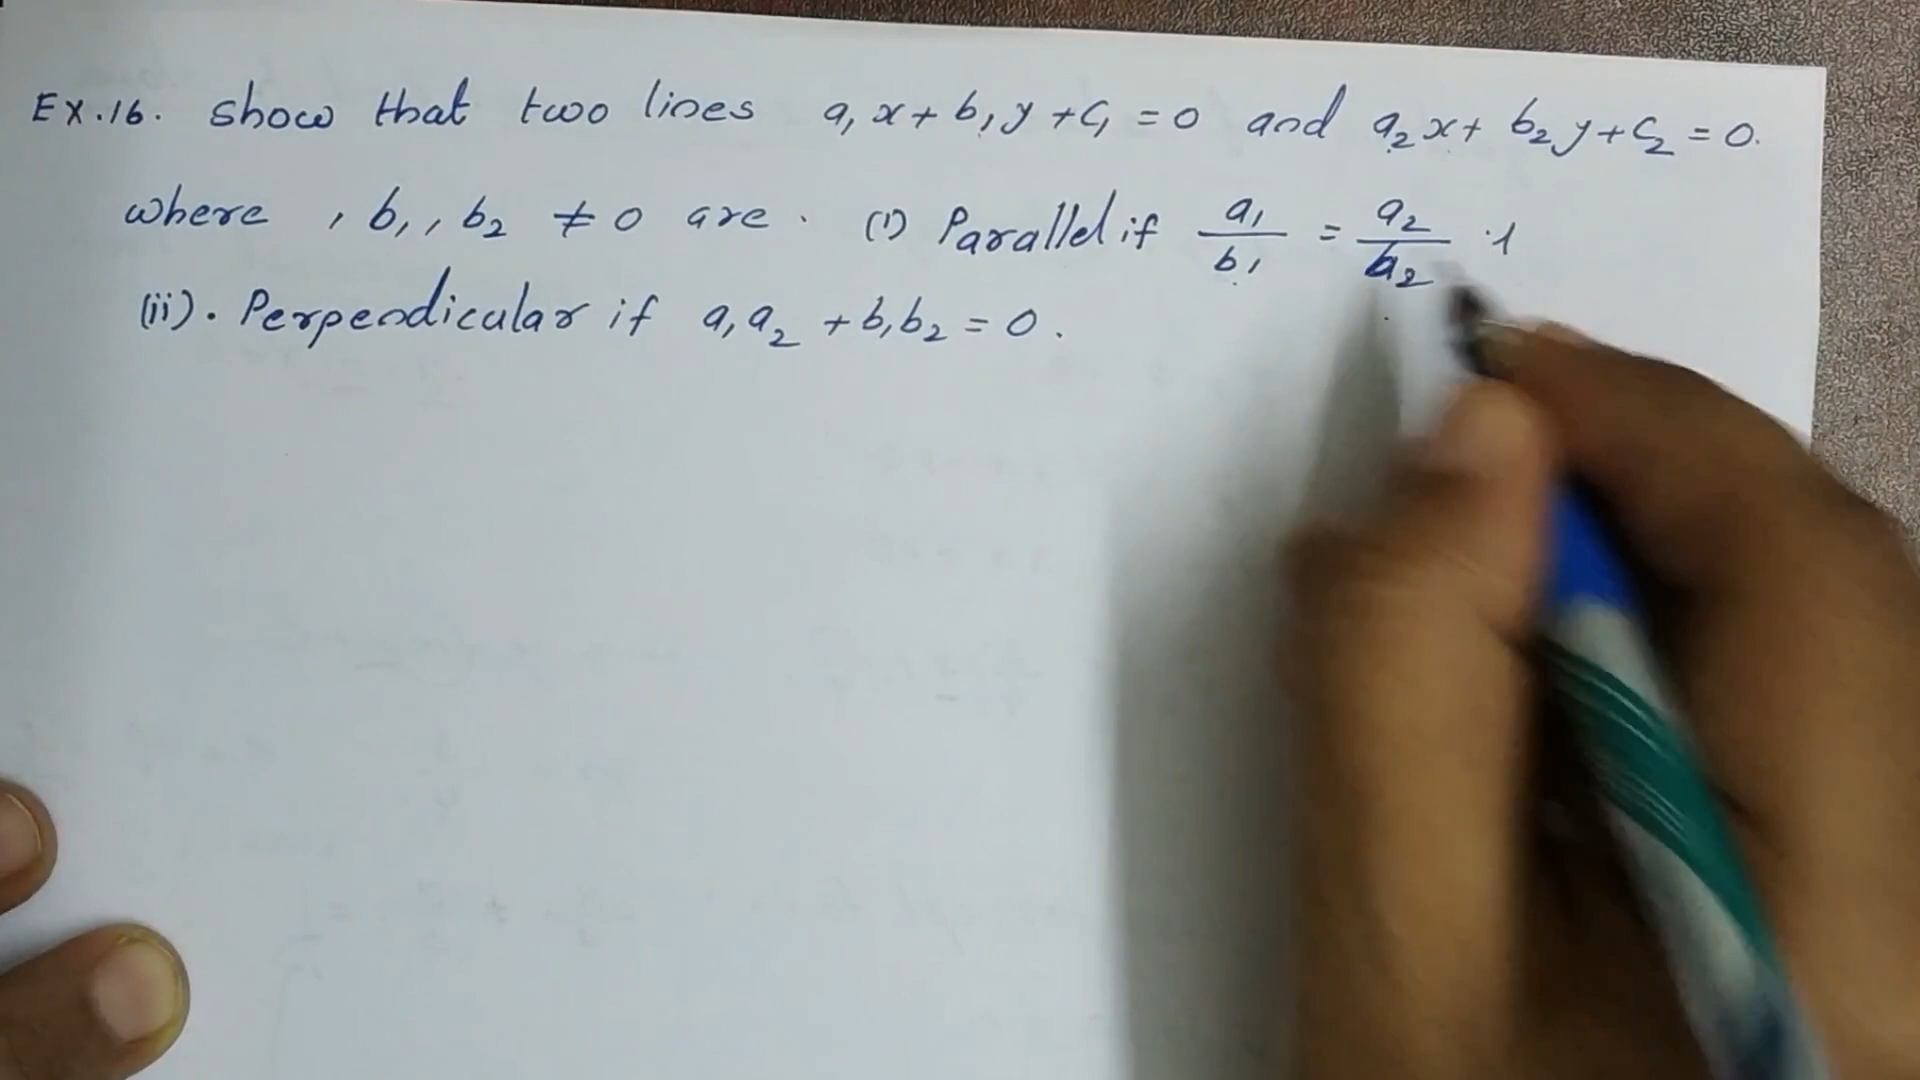 EX.16. show that two lines a₁x + b₁y + c₁ = 0 and a₂x + b₂y + c₂ = 0.
where , b₁, , b₂ ≠ 0 are . (i) Parallel if a₁/b₁ = a₂/b₂
(ii). Perpendicular if a₁a₂ + b₁b₂ = 0.